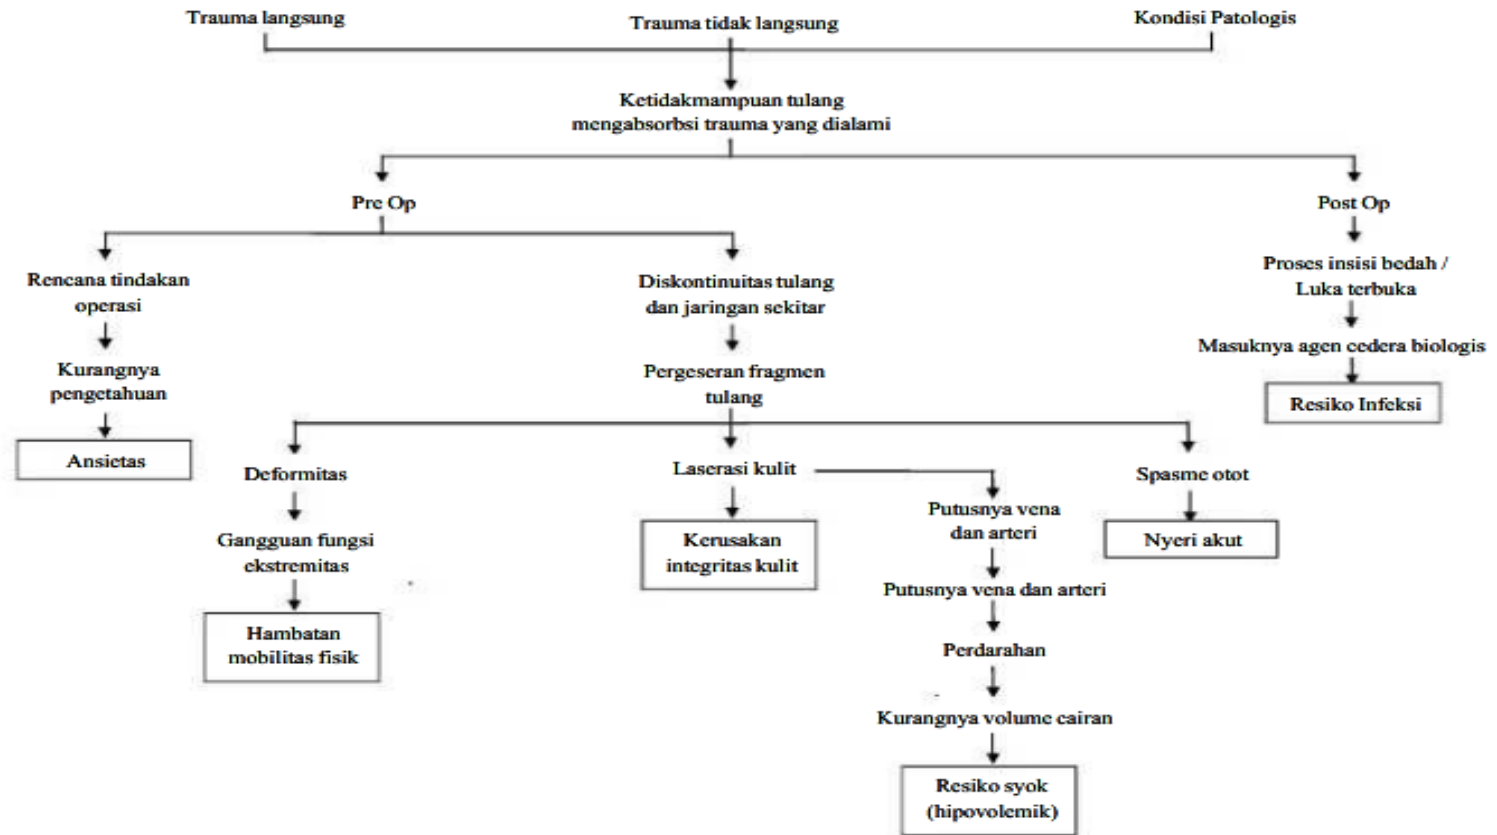 Trauma langsung
Trauma tidak langsung
Kondisi Patologis
Ketidakmampuan tulang
mengabsorbsi trauma yang dialami
Pre Op
Post Op
Rencana tindakan
operasi
Diskontinuitas tulang
dan jaringan sekitar
Proses insisi bedah /
Luka terbuka
Kurangnya
pengetahuan
Pergeseran fragmen
tulang
Masuknya agen cedera biologis
Resiko Infeksi
Ansietas
Deformitas
Laserasi kulit
Spasme otot
Gangguan fungsi
ekstremitas
Kerusakan
integritas kulit
Putusnya vena
dan arteri
Nyeri akut
Putusnya vena dan arteri
Hambatan
mobilitas fisik
Perdarahan
Kurangnya volume cairan
Resiko syok
(hipovolemik)